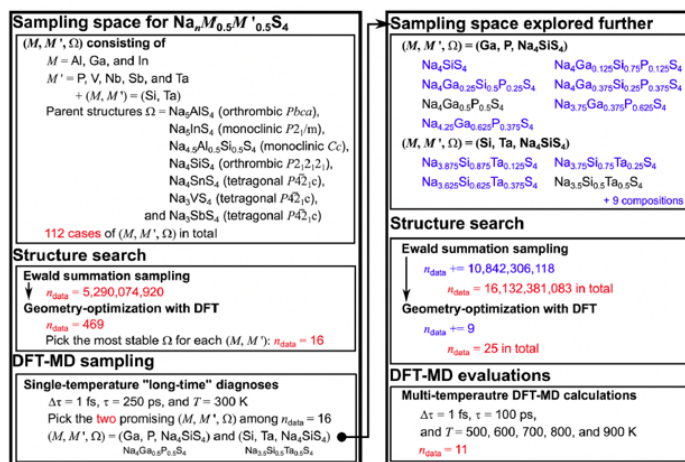 Sampling space for NanM0.5M'0.5S4
(M, M', Ω) consisting of
M = Al, Ga, and In
M' = P, V, Nb, Sb, and Ta
+ (M, M') = (Si, Ta)
Parent structures Ω = Na5AlS4 (orthrombic Pbca),
Na5InS4 (monoclinic P21/m),
Na4.5Al0.5Si0.5S4 (monoclinic Cc),
Na4SiS4 (orthrombic P212121),
Na4SnS4 (tetragonal P4̅21c),
Na3VS4 (tetragonal P4̅21c),
and Na3SbS4 (tetragonal P4̅21c)
112 cases of (M, M', Ω) in total
Structure search
Ewald summation sampling
ndata = 5,290,074,920
Geometry-optimization with DFT
ndata = 469
Pick the most stable Ω for each (M, M'): ndata = 16
DFT-MD sampling
Single-temperature "long-time" diagnoses
Δτ = 1 fs, τ = 250 ps, and T = 300 K
Pick the two promising (M, M', Ω) among ndata = 16
(M, M', Ω) = (Ga, P, Na4SiS4) and (Si, Ta, Na4SiS4)
Na4Ga0.5P0.5S4 Na3.5Si0.5Ta0.5S4
Sampling space explored further
(M, M', Ω) = (Ga, P, Na4SiS4)
Na4SiS4 Na4Ga0.125Si0.75P0.125S4
Na4Ga0.25Si0.5P0.25S4 Na4Ga0.375Si0.25P0.375S4
Na4Ga0.5P0.5S4 Na3.75Ga0.375P0.625S4
Na4.25Ga0.625P0.375S4
(M, M', Ω) = (Si, Ta, Na4SiS4)
Na3.875Si0.875Ta0.125S4 Na3.75Si0.75Ta0.25S4
Na3.625Si0.625Ta0.375S4 Na3.5Si0.5Ta0.5S4
+ 9 compositions
Structure search
Ewald summation sampling
ndata += 10,842,306,118
ndata = 16,132,381,083 in total
Geometry-optimization with DFT
ndata += 9
ndata = 25 in total
DFT-MD evaluations
Multi-temperautre DFT-MD calculations
Δτ = 1 fs, τ = 100 ps,
and T = 500, 600, 700, 800, and 900 K
ndata = 11